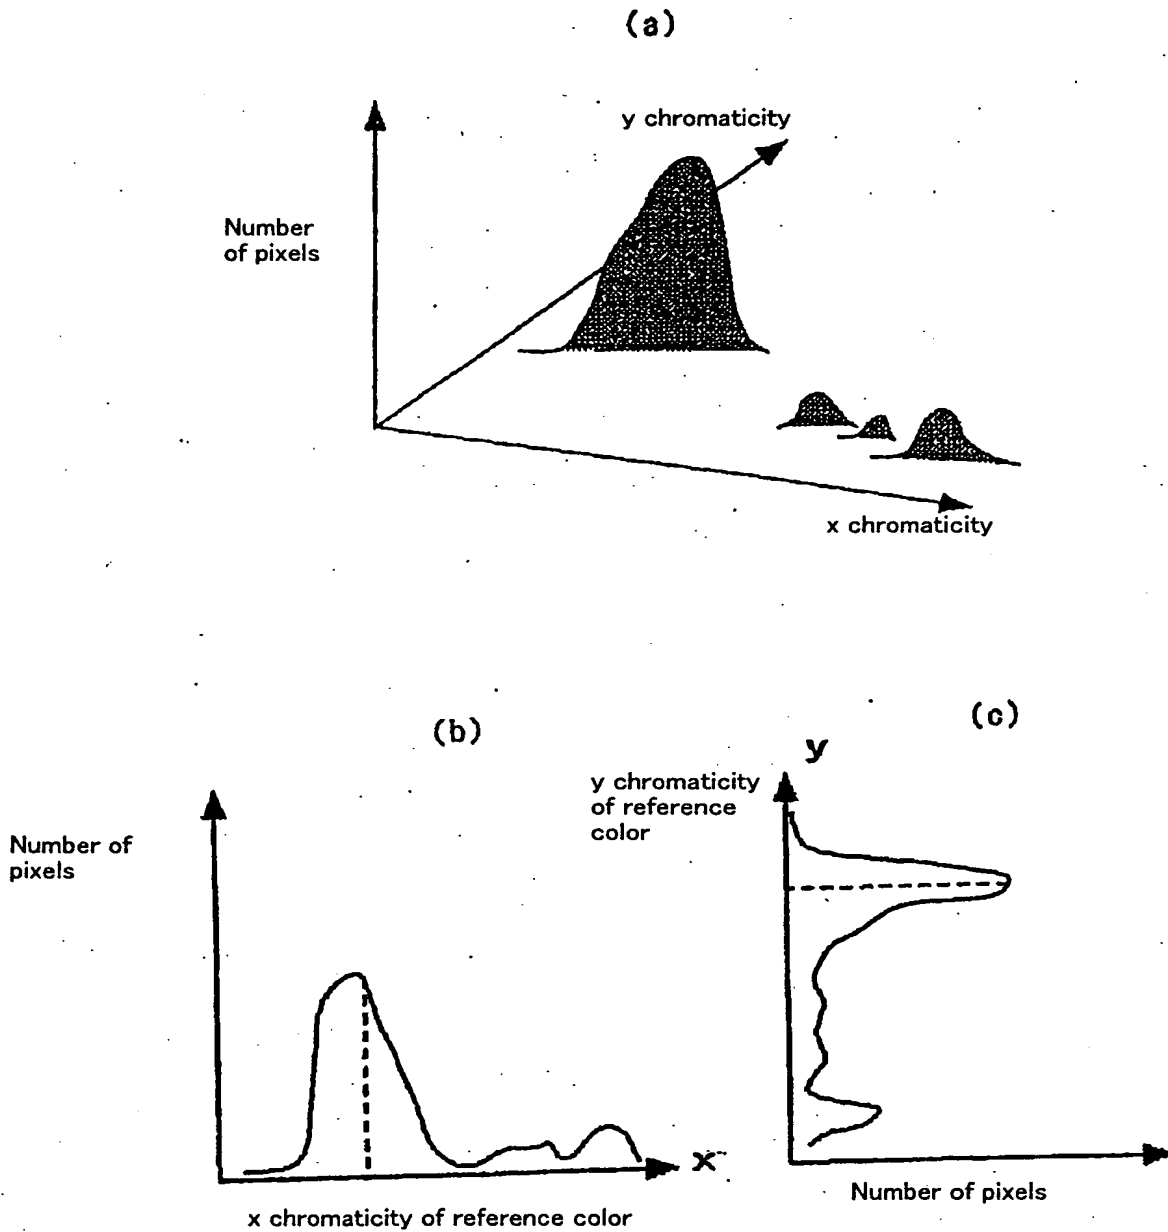 (a)
y chromaticity
Number
of pixels
x chromaticity
(b)
Number of
pixels
x
x chromaticity of reference color
(c)
y
y chromaticity
of reference
color
Number of pixels